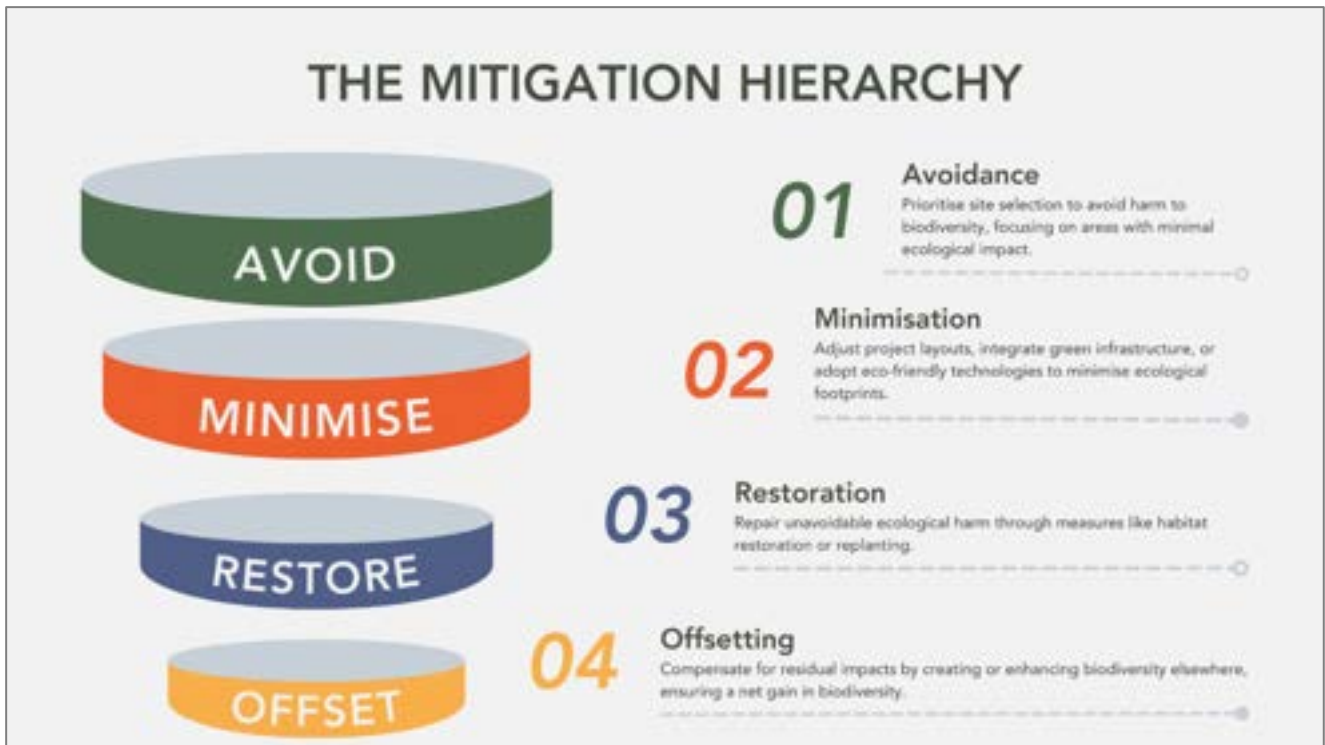 THE MITIGATION HIERARCHY
AVOID
01
Avoidance
Prioritise site selection to avoid harm to
biodiversity, focusing on areas with minimal
ecological impact.
MINIMISE
02
Minimisation
Adjust project layouts, integrate green infrastructure, or
adopt eco-friendly technologies to minimise ecological
footprints.
RESTORE
03
Restoration
Repair unavoidable ecological harm through measures like habitat
restoration or replanting.
OFFSET
04
Offsetting
Compensate for residual impacts by creating or enhancing biodiversity elsewhere,
ensuring a net gain in biodiversity.